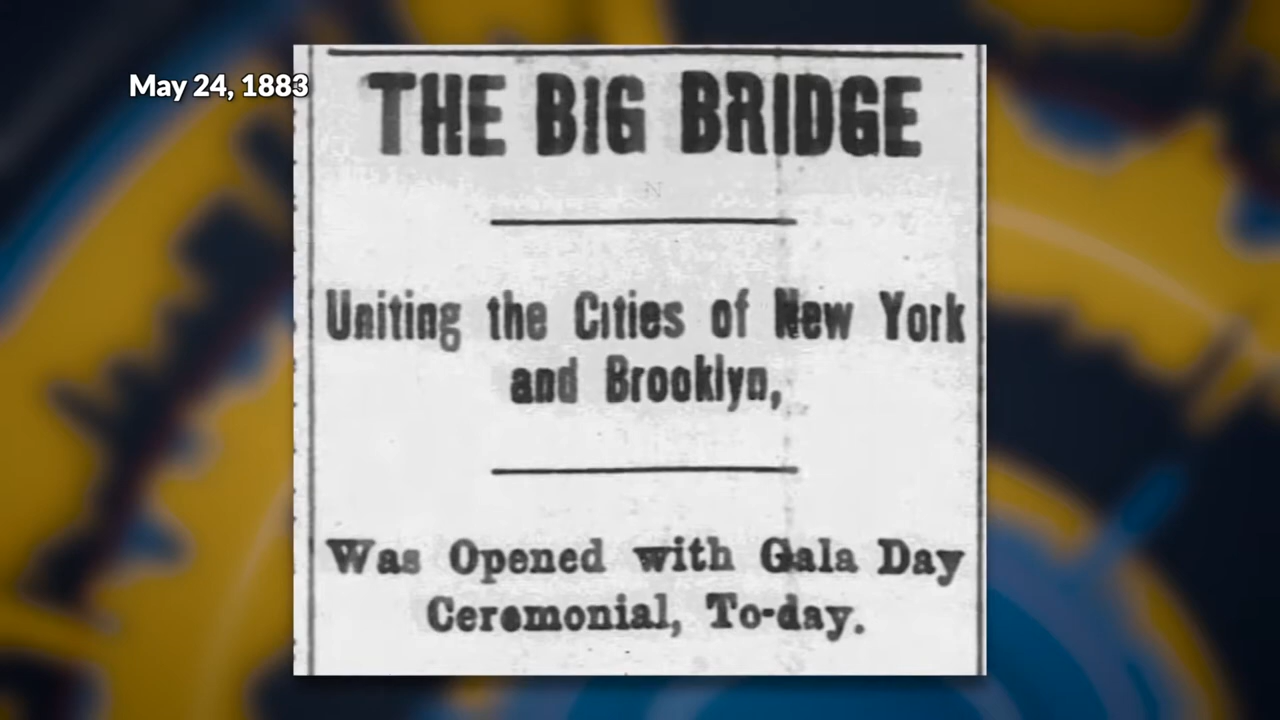 May 24, 1883
THE BIG BRIDGE
Uniting the Cities of New York
and Brooklyn,
Was Opened with Gala Day
Ceremonial, To-day.